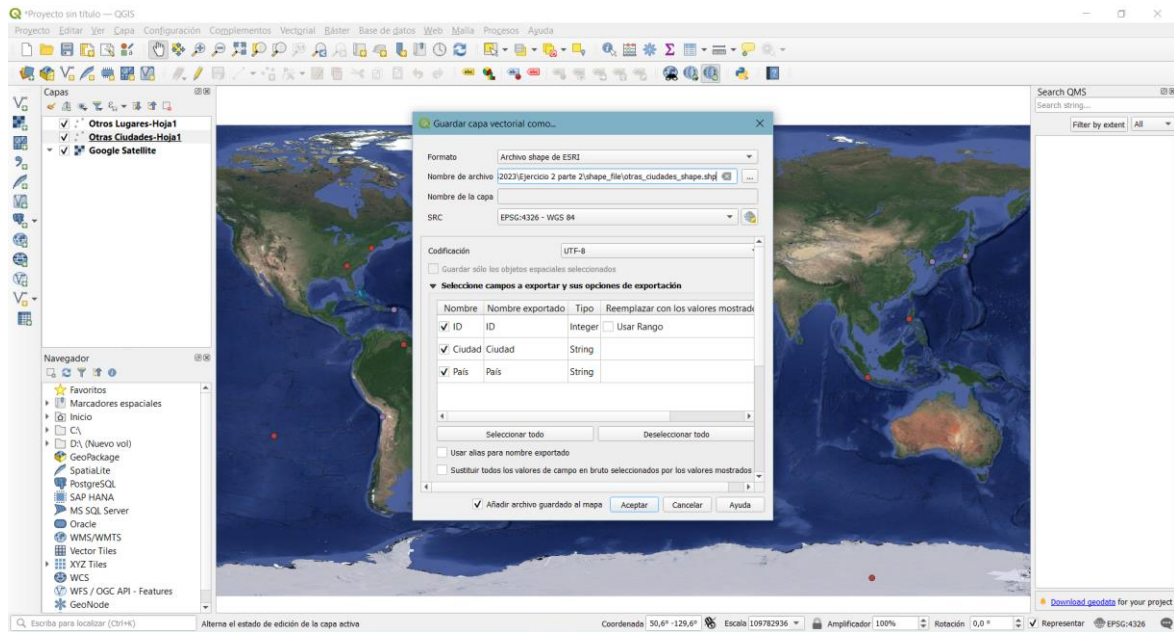 *Proyecto sin título — QGIS
Proyecto Editar Ver Capa Configuración Complementos Vectorial Ráster Base de datos Web Malla Procesos Ayuda
Capas
Otros Lugares-Hoja1
Otras Ciudades-Hoja1
Google Satellite
Navegador
Favoritos
Marcadores espaciales
Inicio
C:\
D:\ (Nuevo vol)
GeoPackage
SpatiaLite
PostgreSQL
SAP HANA
MS SQL Server
Oracle
WMS/WMTS
Vector Tiles
XYZ Tiles
WCS
WFS / OGC API - Features
GeoNode
Guardar capa vectorial como...
Formato Archivo shape de ESRI
Nombre de archivo 2023\Ejercicio 2 parte 2\shape_file\otras_ciudades_shape.shp ...
Nombre de la capa
SRC EPSG:4326 - WGS 84
Codificación UTF-8
Guardar sólo los objetos espaciales seleccionados
Seleccione campos a exportar y sus opciones de exportación
Nombre Nombre exportado Tipo Reemplazar con los valores mostrado
ID ID Integer Usar Rango
Ciudad Ciudad String
País País String
Seleccionar todo Deseleccionar todo
Usar alias para nombre exportado
Sustituir todos los valores de campo en bruto seleccionados por los valores mostrados
Añadir archivo guardado al mapa Aceptar Cancelar Ayuda
Search QMS
Search string...
Filter by extent All
Download geodata for your project
Escriba para localizar (Ctrl+K) Alterna el estado de edición de la capa activa Coordenada 50,6° -129,6° Escala 109782936 Amplificador 100% Rotación 0,0 ° Representar EPSG:4326